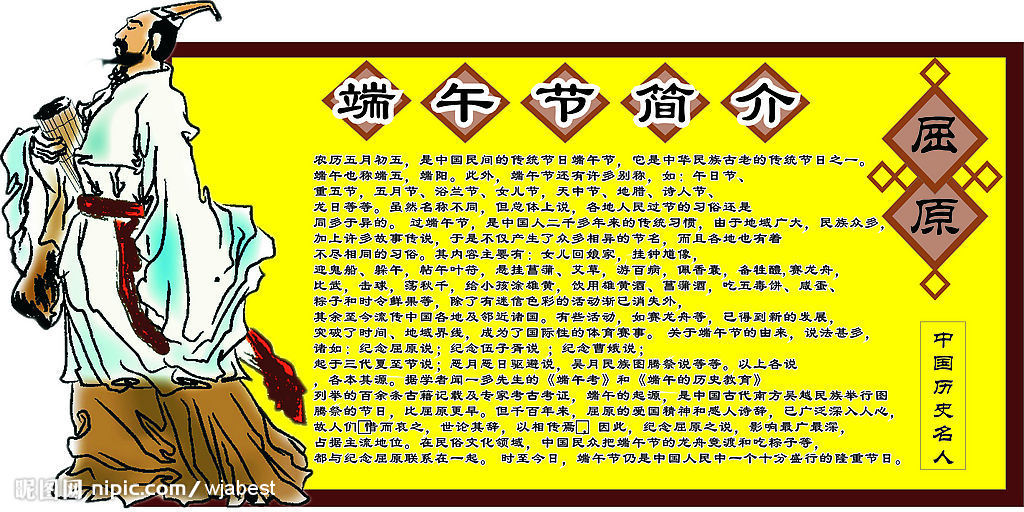 端午节简介
农历五月初五，是中国民间的传统节日端午节，它是中华民族古老的传统节日之一。
端午也称端五，端阳。此外，端午节还有许多别称，如：午日节、
重五节，五月节、浴兰节、女儿节，天中节、地腊、诗人节、
龙日等等。虽然名称不同，但总体上说，各地人民过节的习俗还是
同多于异的。 过端午节，是中国人二千多年来的传统习惯，由于地域广大，民族众多，
加上许多故事传说，于是不仅产生了众多相异的节名，而且各地也有着
不尽相同的习俗。其内容主要有：女儿回娘家，挂钟馗像，
迎鬼船、躲午，帖午叶符，悬挂菖蒲、艾草，游百病，佩香囊，备牲醴,赛龙舟，
比武，击球，荡秋千，给小孩涂雄黄，饮用雄黄酒、菖蒲酒，吃五毒饼、咸蛋、
粽子和时令鲜果等，除了有迷信色彩的活动渐已消失外，
其余至今流传中国各地及邻近诸国。有些活动，如赛龙舟等，已得到新的发展，
突破了时间、地域界线，成为了国际性的体育赛事。 关于端午节的由来，说法甚多，
诸如：纪念屈原说；纪念伍子胥说 ；纪念曹娥说；
起于三代夏至节说；恶月恶日驱避说，吴月民族图腾祭说等等。以上各说
，各本其源。据学者闻一多先生的《端午考》和《端午的历史教育》
列举的百余条古籍记载及专家考古考证，端午的起源，是中国古代南方吴越民族举行图
腾祭的节日，比屈原更早。但千百年来，屈原的爱国精神和感人诗辞，已广泛深入人心，
故人们□惜而哀之，世论其辞，以相传焉□，因此，纪念屈原之说，影响最广最深，
占据主流地位。在民俗文化领域，中国民众把端午节的龙舟竞渡和吃粽子等，
都与纪念屈原联系在一起。 时至今日，端午节仍是中国人民中一个十分盛行的隆重节日。
屈原
中国历史名人
昵图网 nipic.com/ wjabest